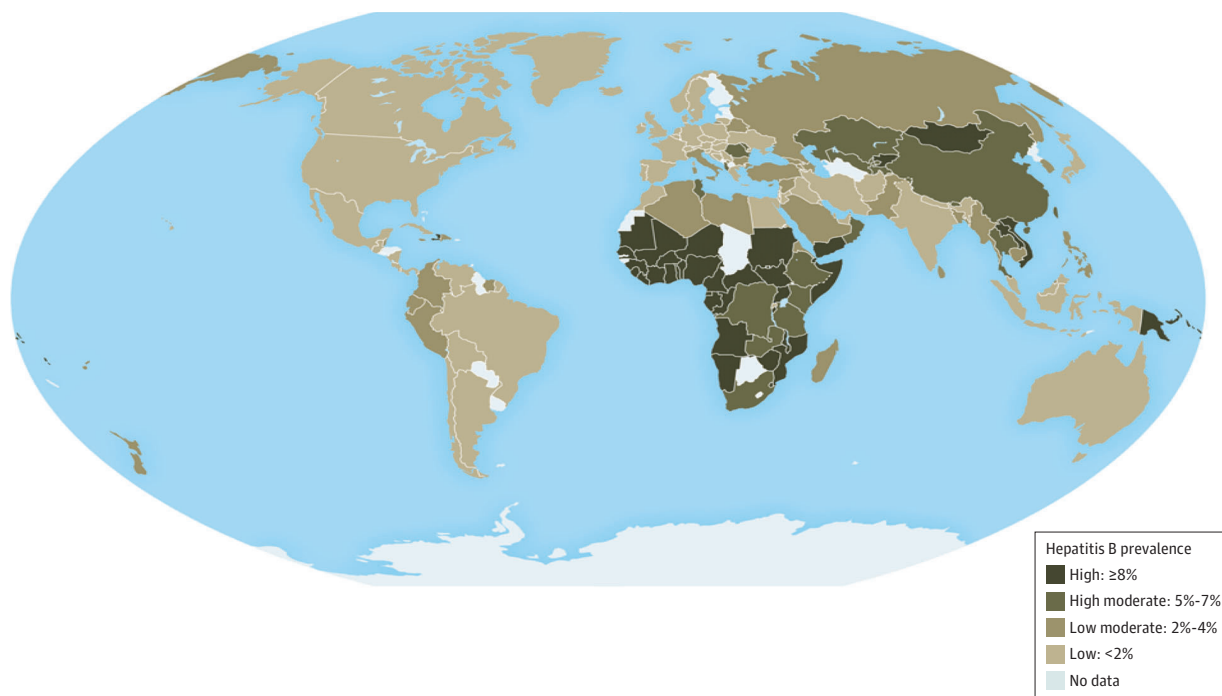 Hepatitis B prevalence
High: ≥8%
High moderate: 5%-7%
Low moderate: 2%-4%
Low: <2%
No data